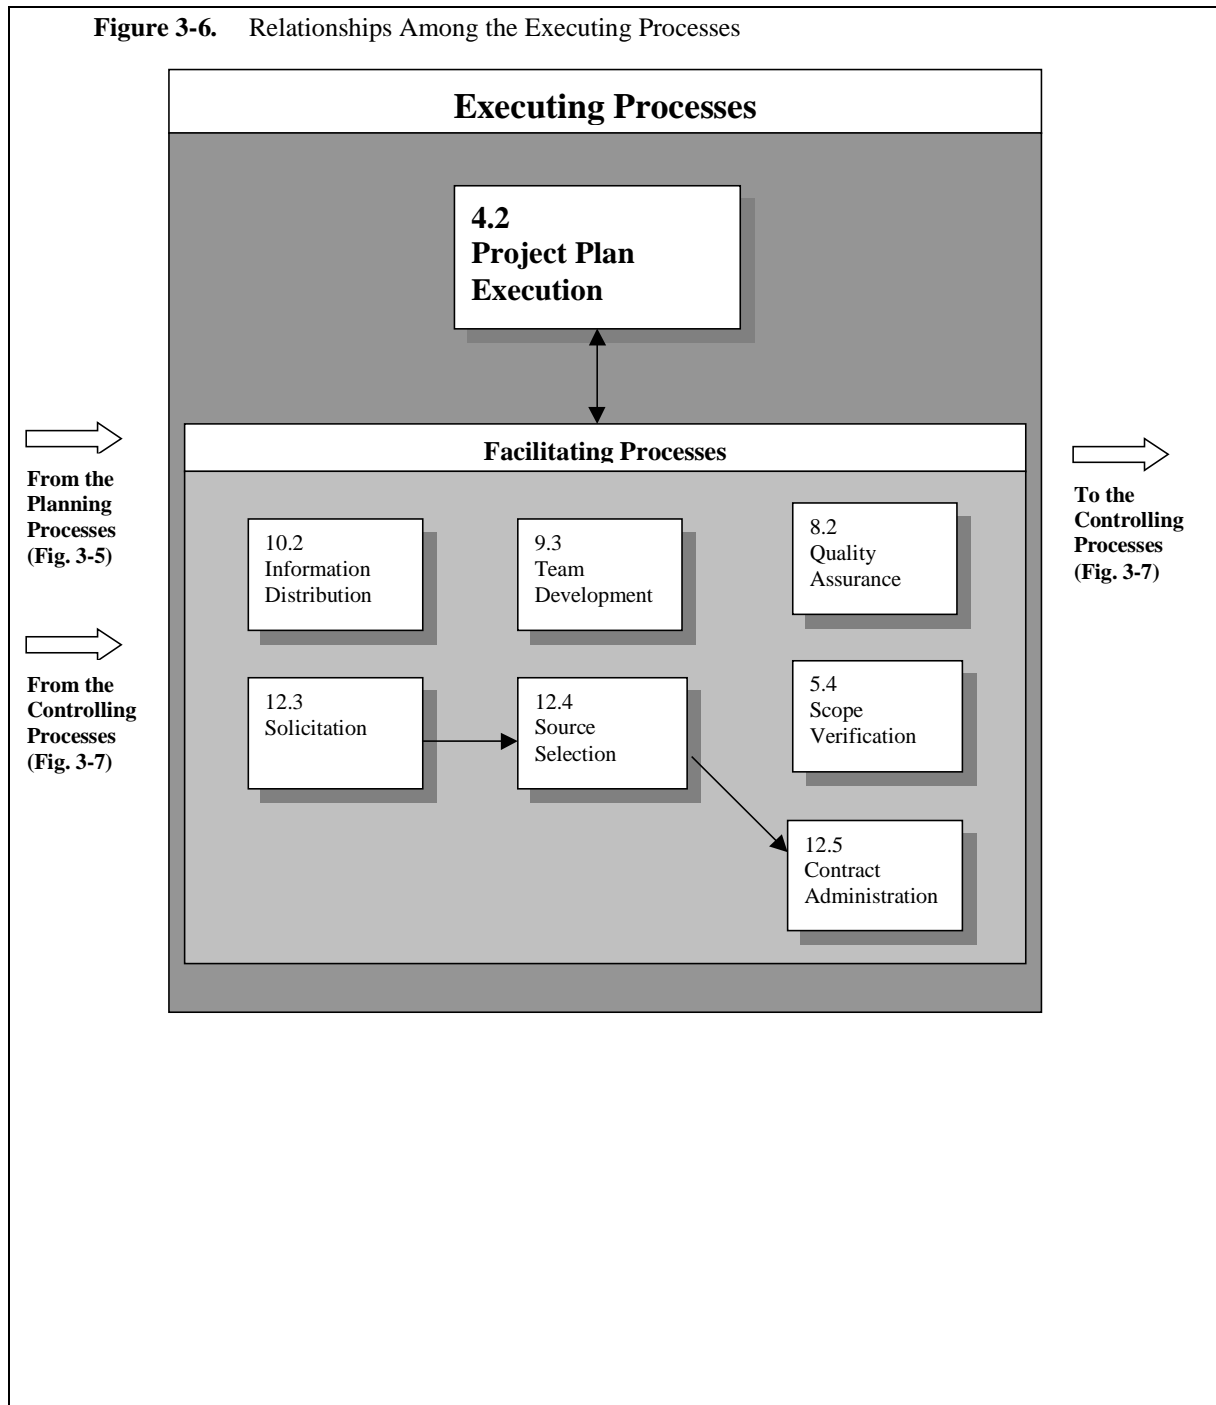 Figure 3-6. Relationships Among the Executing Processes
Executing Processes
4.2
Project Plan
Execution
Facilitating Processes
From the
Planning
Processes
(Fig. 3-5)
To the
Controlling
Processes
(Fig. 3-7)
10.2
Information
Distribution
9.3
Team
Development
8.2
Quality
Assurance
From the
Controlling
Processes
(Fig. 3-7)
12.3
Solicitation
12.4
Source
Selection
5.4
Scope
Verification
12.5
Contract
Administration